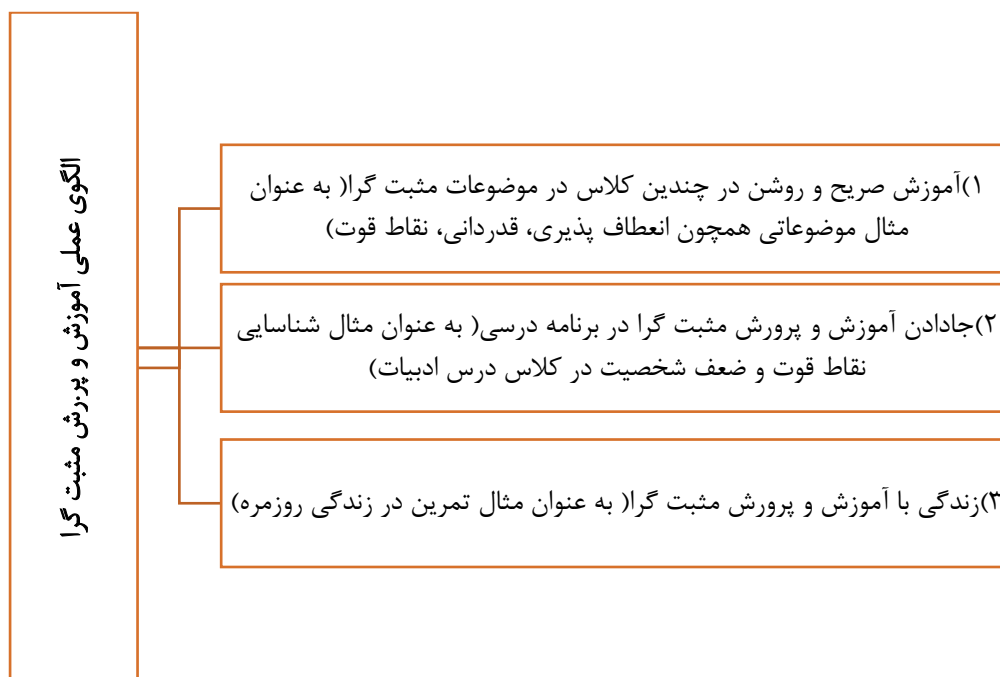 الگوی عملی آموزش و پر.رش مثبت گرا
۱)آموزش صریح و روشن در چندین کلاس در موضوعات مثبت گرا( به عنوان
مثال موضوعاتی همچون انعطاف پذیری، قدردانی، نقاط قوت)
۲)جادادن آموزش و پرورش مثبت گرا در برنامه درسی( به عنوان مثال شناسایی
نقاط قوت و ضعف شخصیت در کلاس درس ادبیات)
۳)زندگی با آموزش و پرورش مثبت گرا( به عنوان مثال تمرین در زندگی روزمره)